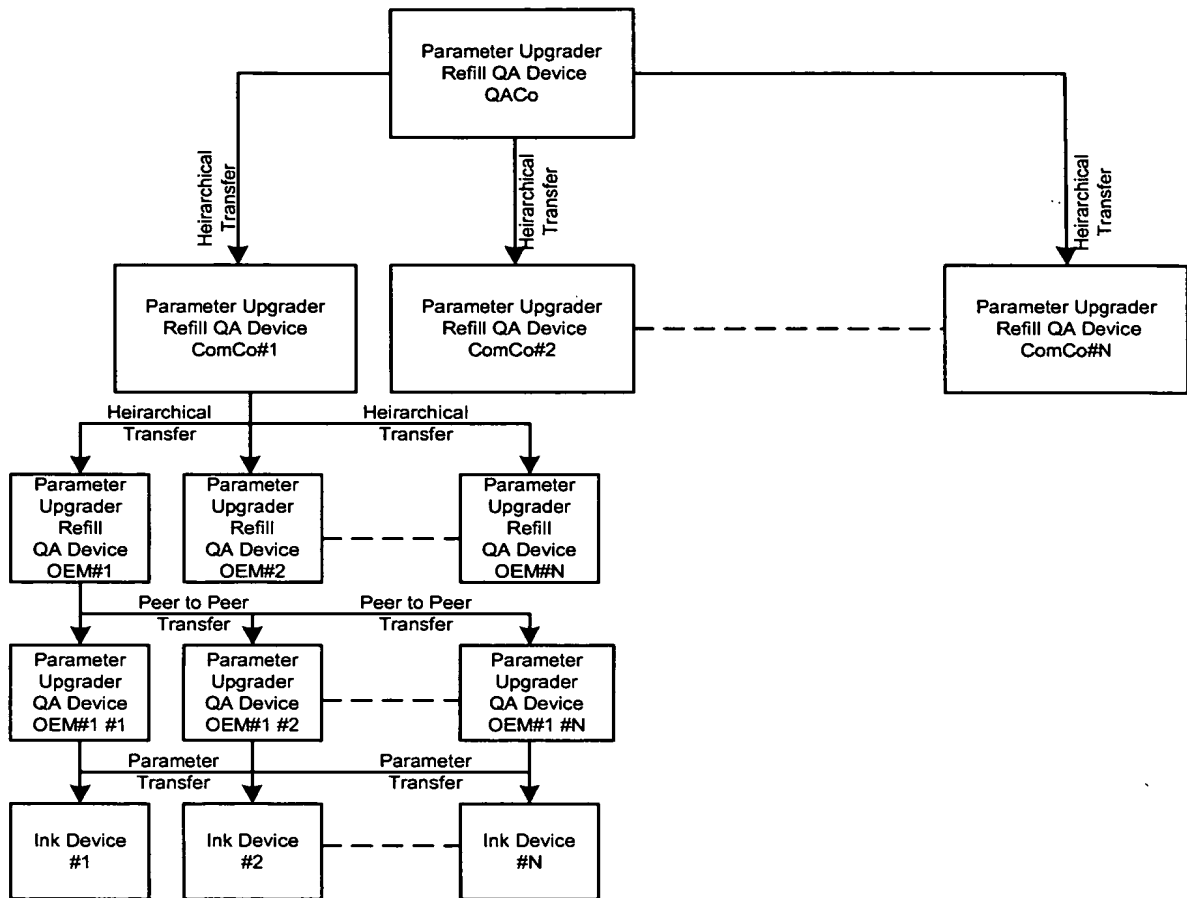 Parameter Upgrader
Refill QA Device
QACo
Heirarchical
Transfer
Heirarchical
Transfer
Heirarchical
Transfer
Parameter Upgrader
Refill QA Device
ComCo#1
Parameter Upgrader
Refill QA Device
ComCo#2
Parameter Upgrader
Refill QA Device
ComCo#N
Heirarchical
Transfer
Heirarchical
Transfer
Parameter
Upgrader
Refill
QA Device
OEM#1
Parameter
Upgrader
Refill
QA Device
OEM#2
Parameter
Upgrader
Refill
QA Device
OEM#N
Peer to Peer
Transfer
Peer to Peer
Transfer
Parameter
Upgrader
QA Device
OEM#1 #1
Parameter
Upgrader
QA Device
OEM#1 #2
Parameter
Upgrader
QA Device
OEM#1 #N
Parameter
Transfer
Parameter
Transfer
Ink Device
#1
Ink Device
#2
Ink Device
#N